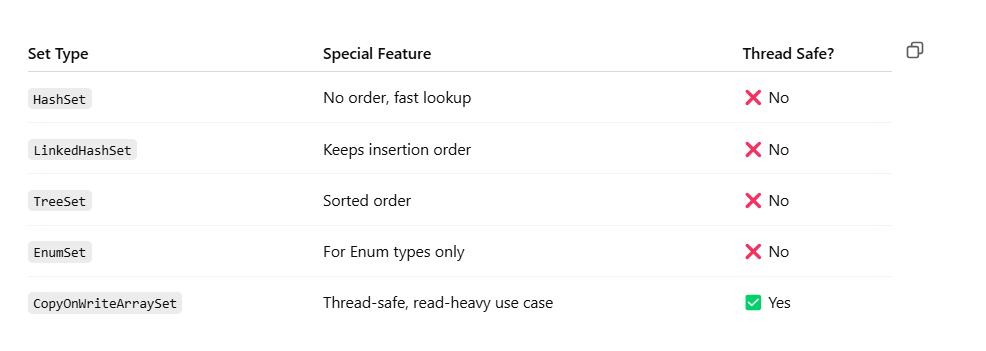 Set Type Special Feature Thread Safe?
HashSet No order, fast lookup ❌ No
LinkedHashSet Keeps insertion order ❌ No
TreeSet Sorted order ❌ No
EnumSet For Enum types only ❌ No
CopyOnWriteArraySet Thread-safe, read-heavy use case ✅ Yes